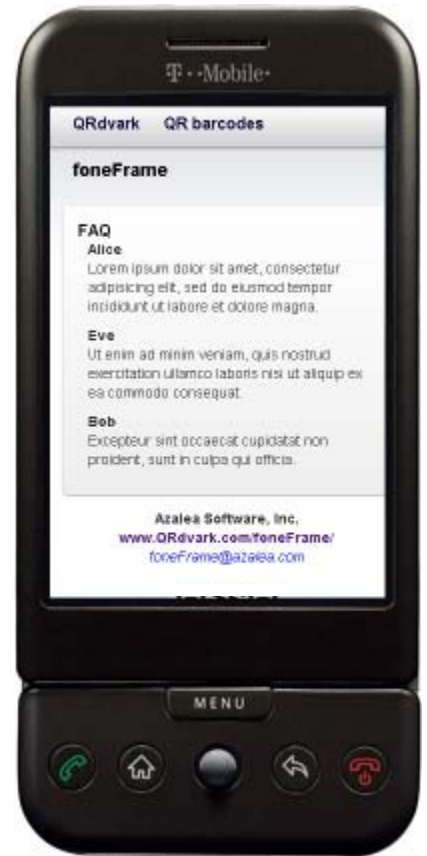 T··Mobile·
QRdvark QR barcodes
foneFrame
FAQ
Alice
Lorem ipsum dolor sit amet, consectetur
adipisicing elit, sed do eiusmod tempor
incididunt ut labore et dolore magna.
Eve
Ut enim ad minim veniam, quis nostrud
exercitation ullamco laboris nisi ut aliquip ex
ea commodo consequat.
Bob
Excepteur sint occaecat cupidatat non
proident, sunt in culpa qui officia.
Azalea Software, Inc.
www.QRdvark.com/foneFrame/
foneFrame@azalea.com
MENU